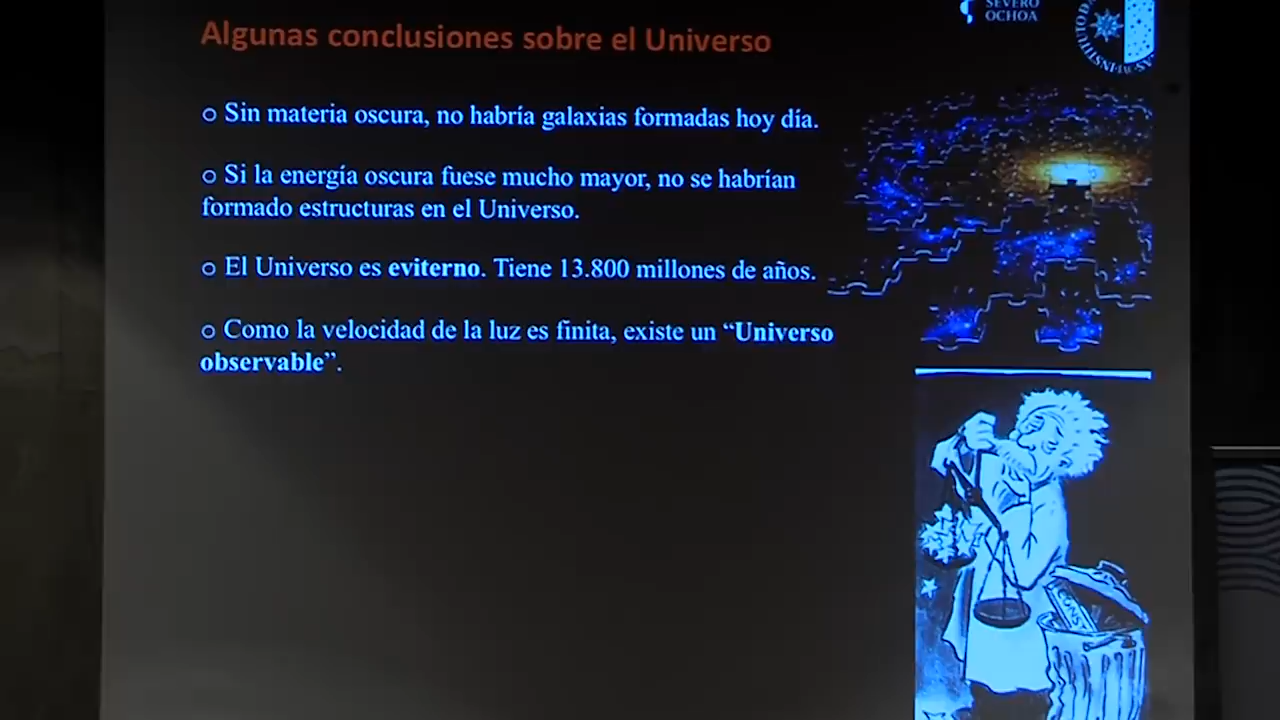 SEVERO
OCHOA
Algunas conclusiones sobre el Universo
o Sin materia oscura, no habría galaxias formadas hoy día.
o Si la energía oscura fuese mucho mayor, no se habrían
formado estructuras en el Universo.
o El Universo es eviterno. Tiene 13.800 millones de años.
o Como la velocidad de la luz es finita, existe un “Universo
observable”.
CONST